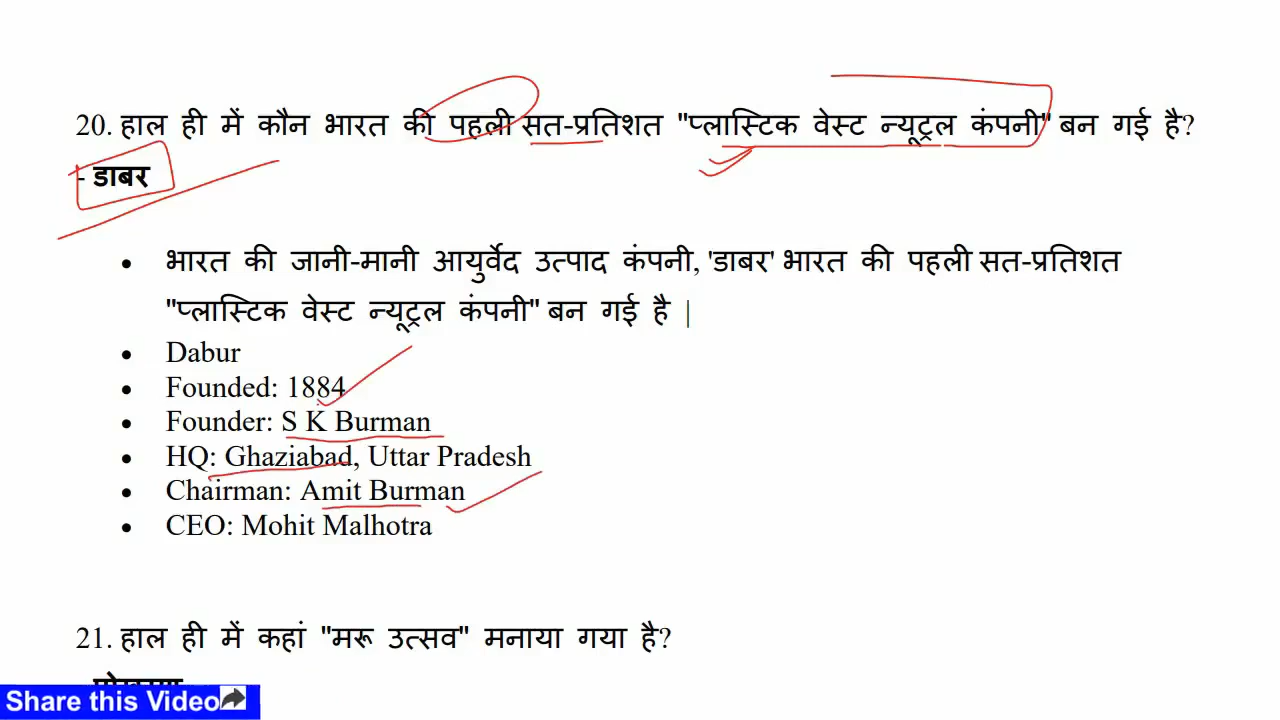 20. हाल ही में कौन भारत की पहली सत-प्रतिशत "प्लास्टिक वेस्ट न्यूट्रल कंपनी" बन गई है?
- डाबर
• भारत की जानी-मानी आयुर्वेद उत्पाद कंपनी, 'डाबर' भारत की पहली सत-प्रतिशत
"प्लास्टिक वेस्ट न्यूट्रल कंपनी" बन गई है |
• Dabur
• Founded: 1884
• Founder: S K Burman
• HQ: Ghaziabad, Uttar Pradesh
• Chairman: Amit Burman
• CEO: Mohit Malhotra
21. हाल ही में कहां "मरू उत्सव" मनाया गया है?
Share this Video